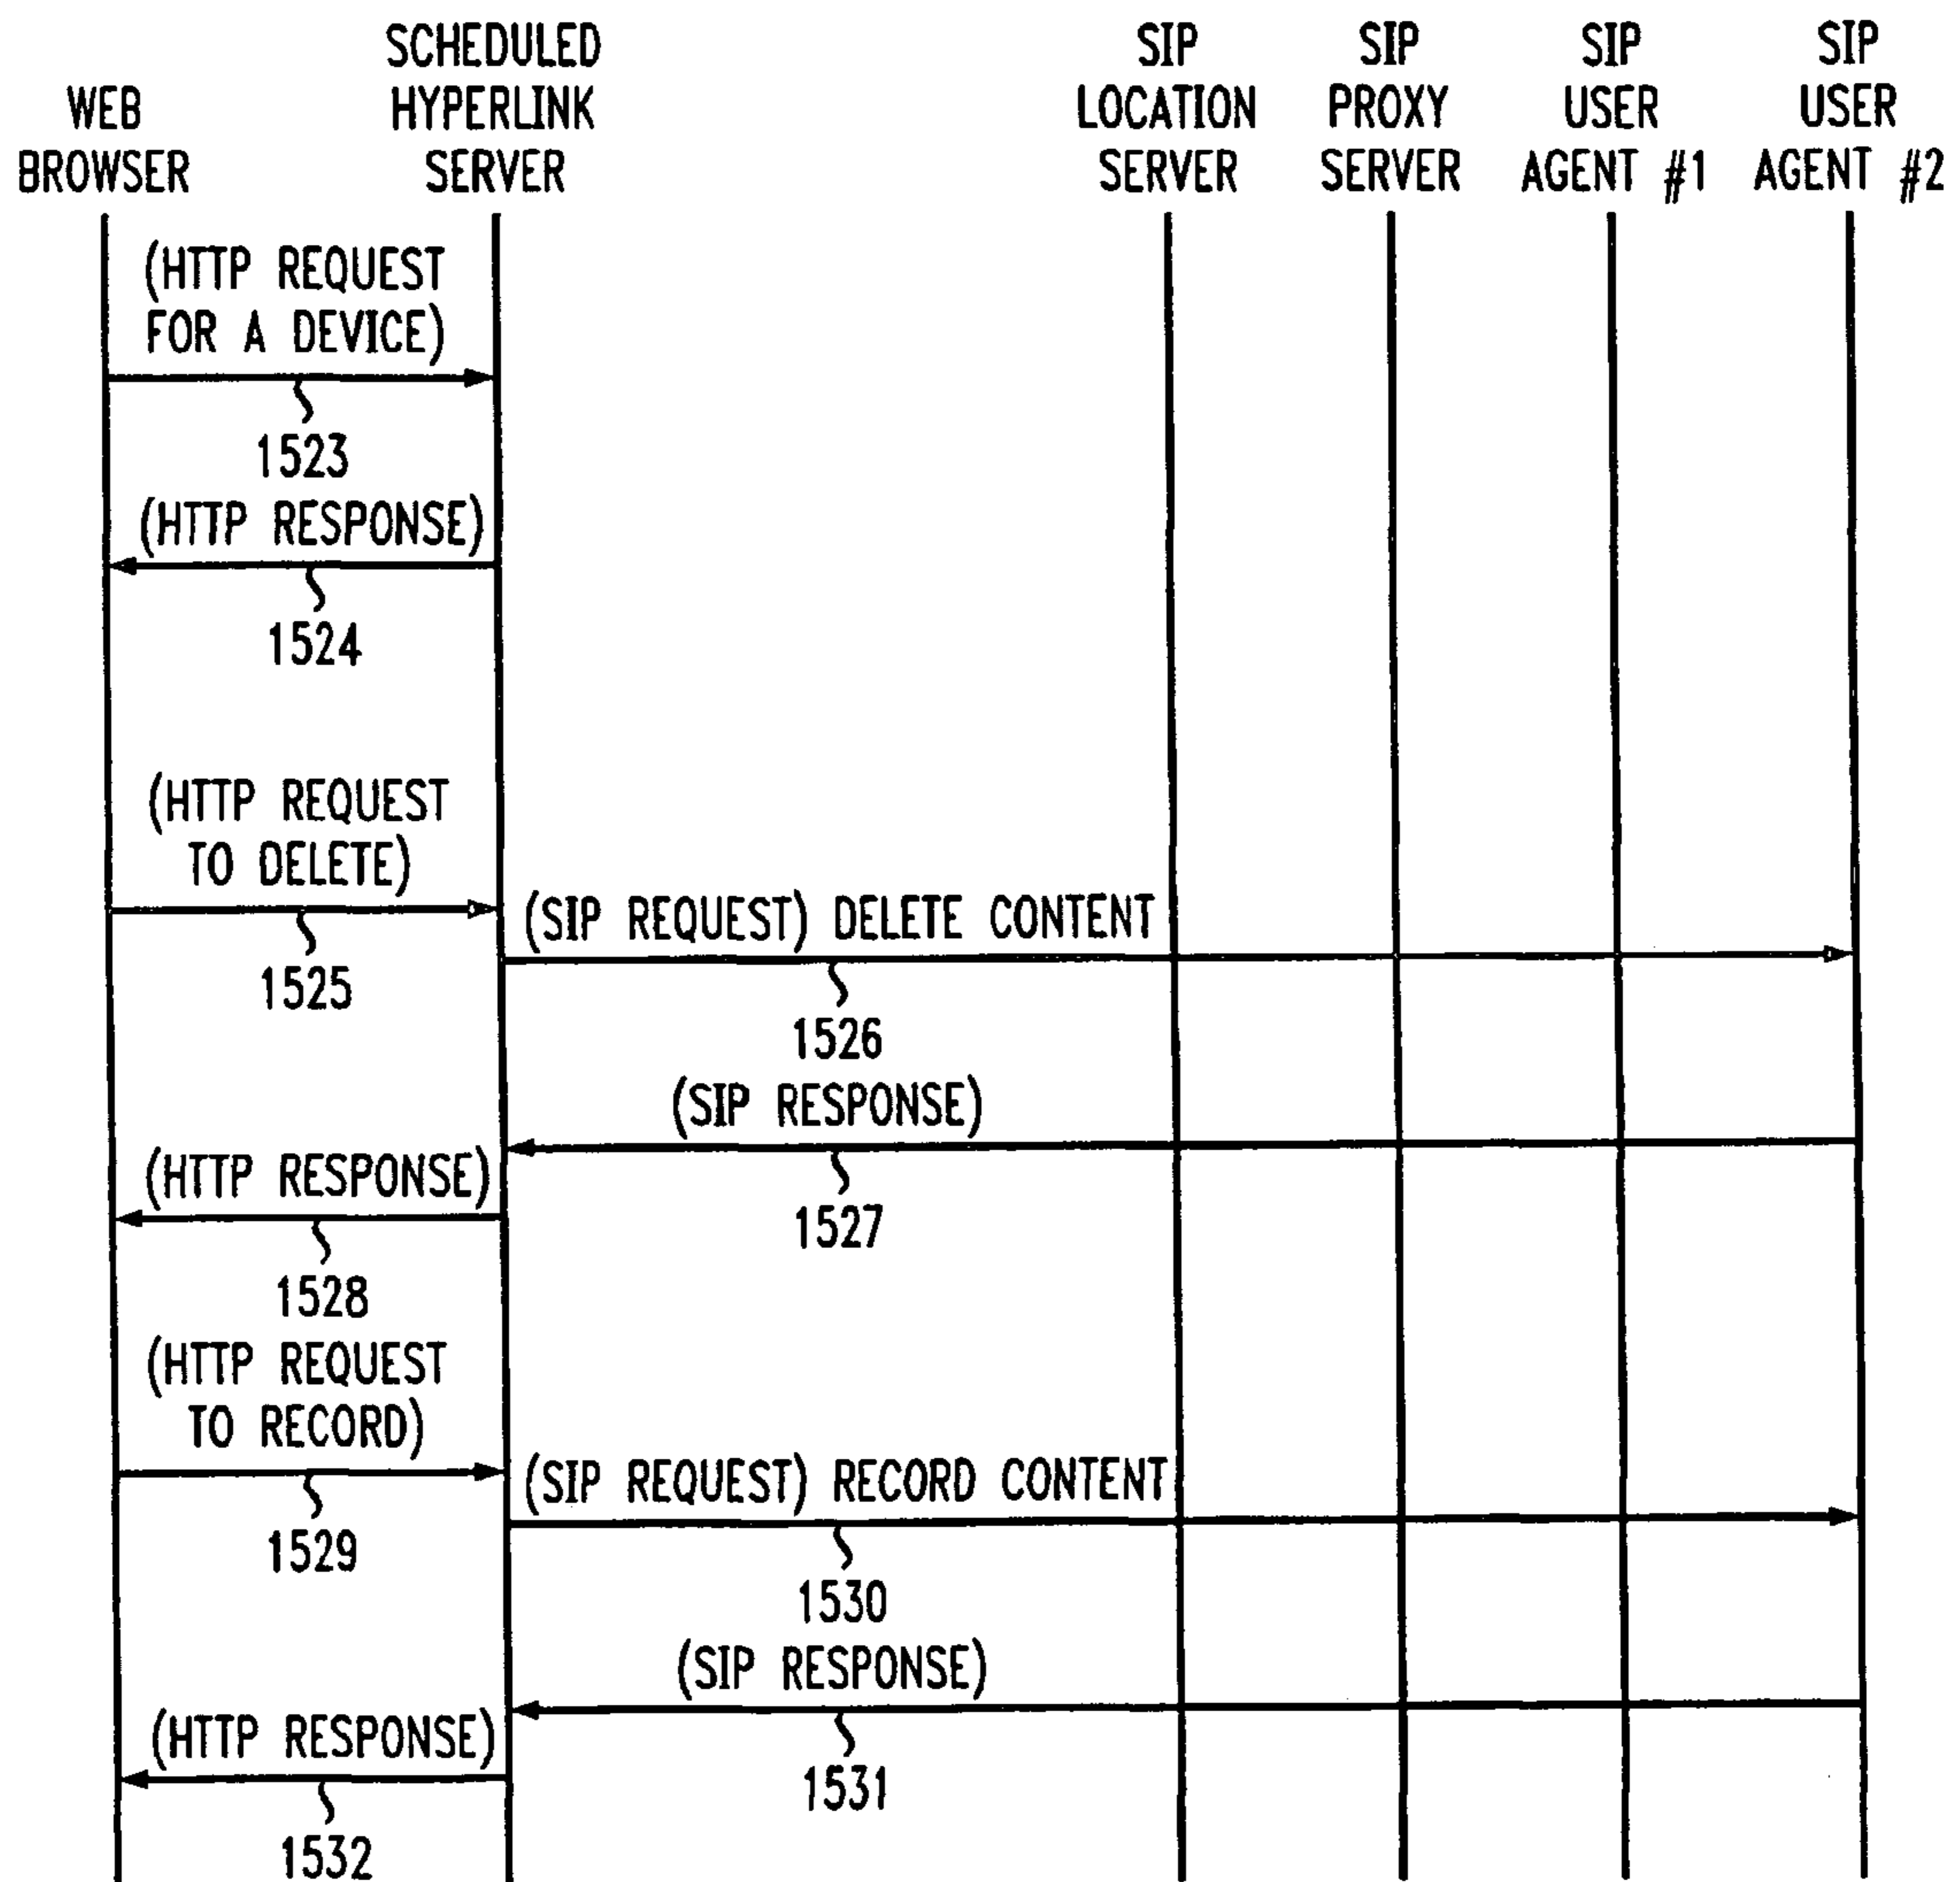 WEB
BROWSER
SCHEDULED
HYPERLINK
SERVER
SIP
LOCATION
SERVER
SIP
PROXY
SERVER
SIP
USER
AGENT #1
SIP
USER
AGENT #2
(HTTP REQUEST
FOR A DEVICE)
1523
(HTTP RESPONSE)
1524
(HTTP REQUEST
TO DELETE)
1525
(SIP REQUEST) DELETE CONTENT
1526
(SIP RESPONSE)
1527
(HTTP RESPONSE)
1528
(HTTP REQUEST
TO RECORD)
1529
(SIP REQUEST) RECORD CONTENT
1530
(SIP RESPONSE)
1531
(HTTP RESPONSE)
1532